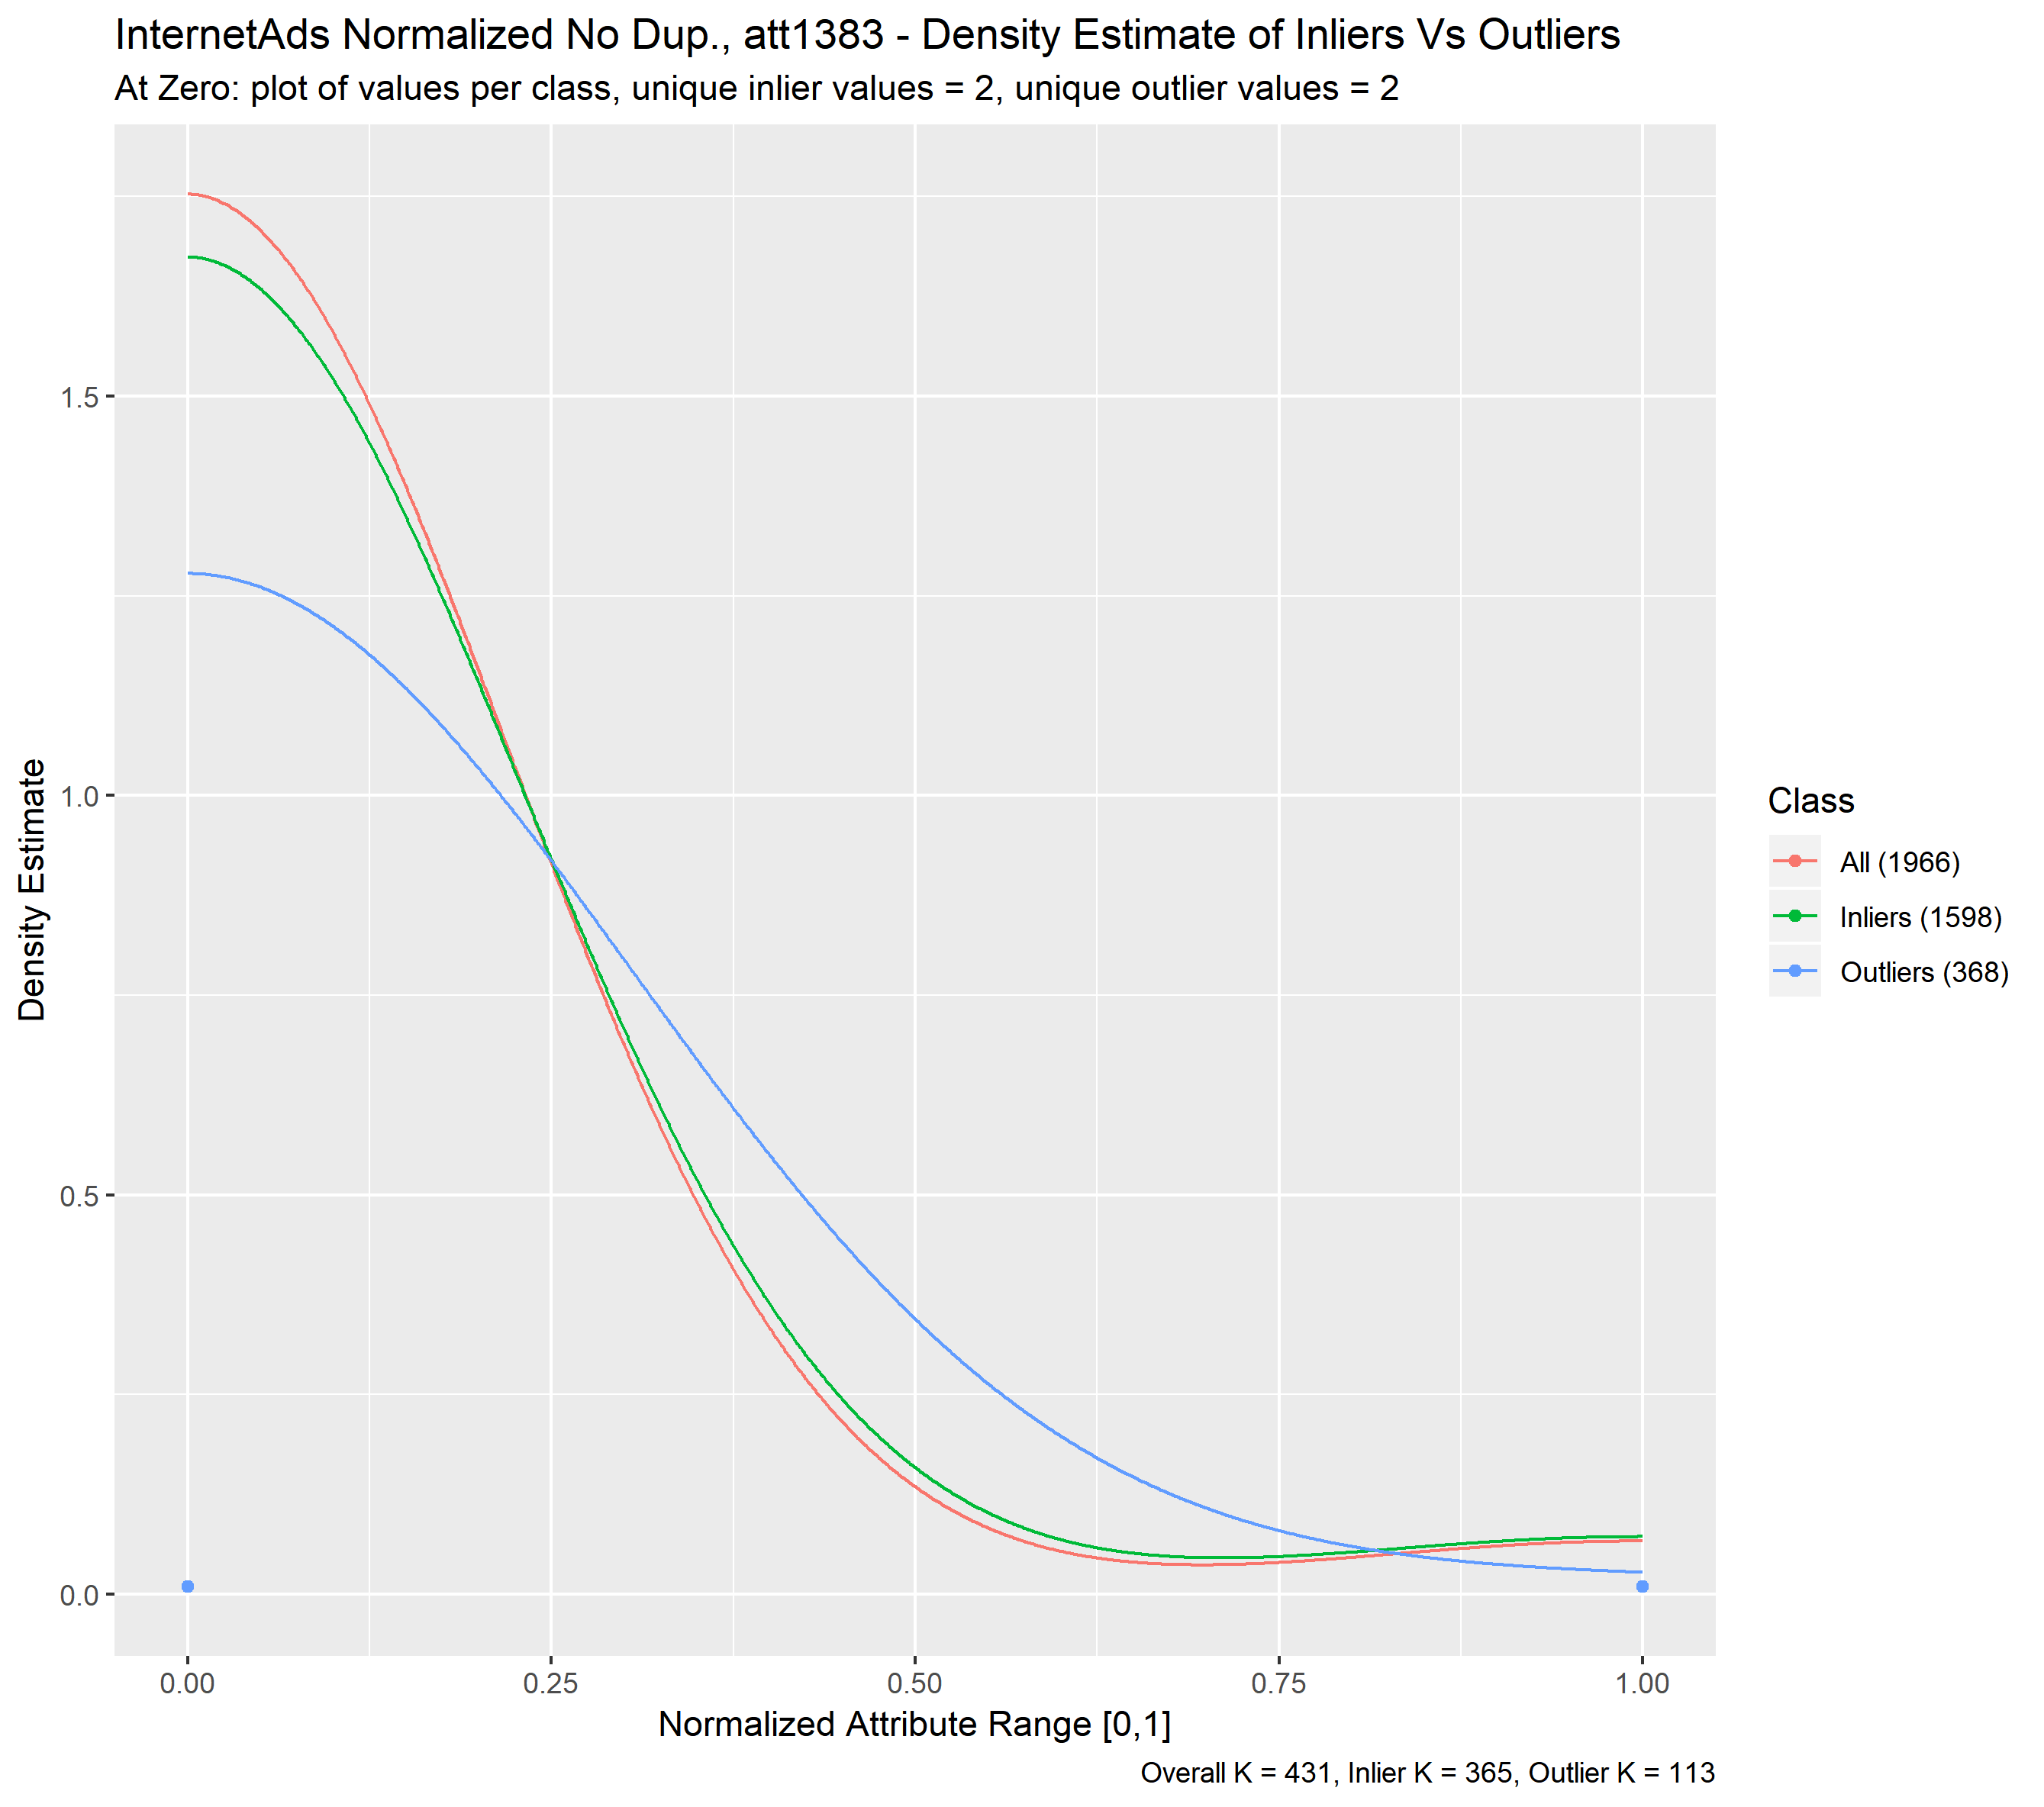 InternetAds Normalized No Dup., att1383 - Density Estimate of Inliers Vs Outliers
At Zero: plot of values per class, unique inlier values = 2, unique outlier values = 2
Density Estimate
1.5
1.0
0.5
0.0
0.00 0.25 0.50 0.75 1.00
Normalized Attribute Range [0,1]
Overall K = 431, Inlier K = 365, Outlier K = 113
Class
All (1966)
Inliers (1598)
Outliers (368)